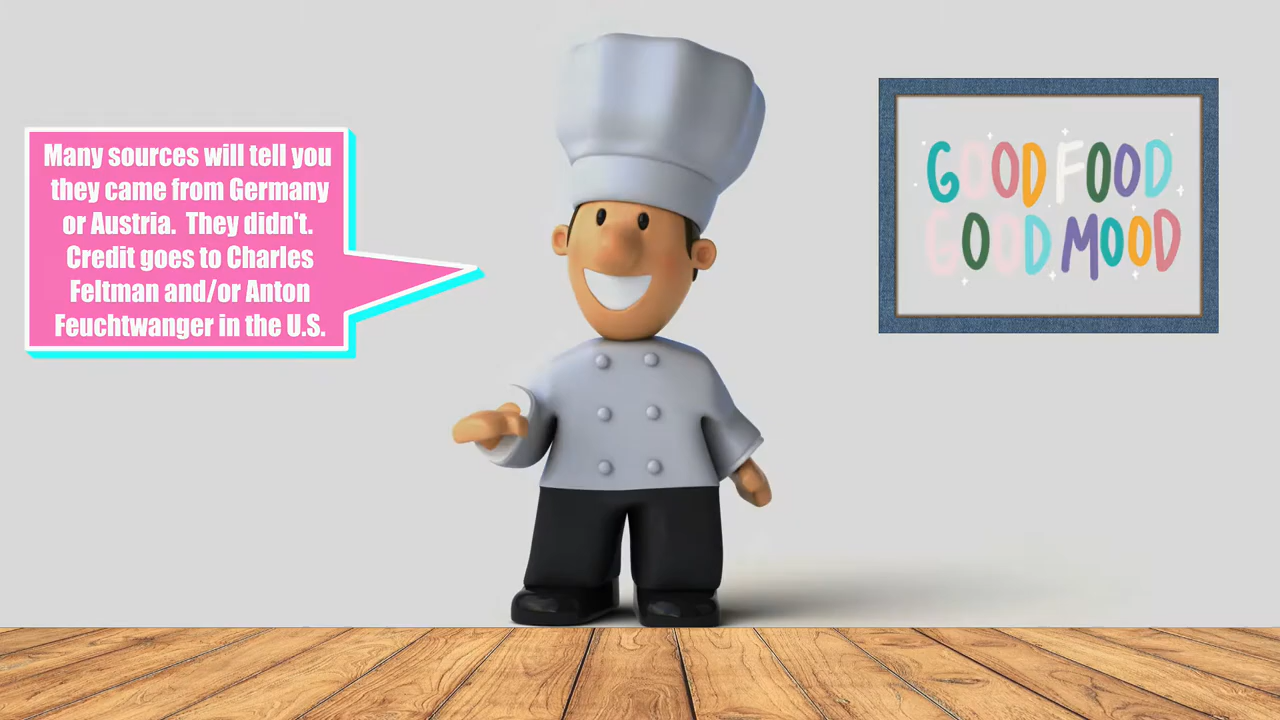 Many sources will tell you
they came from Germany
or Austria.  They didn't.
Credit goes to Charles
Feltman and/or Anton
Feuchtwanger in the U.S.
GOOD FOOD
GOOD MOOD